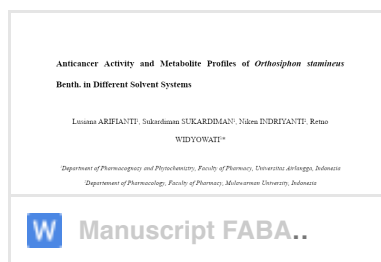 Anticancer Activity and Metabolite Profiles of Orthosiphon stamineus
Benth. in Different Solvent Systems
Lusiana ARIFIANTI¹, Sukardiman SUKARDIMAN¹, Niken INDRIYANTI², Retno
WIDYOWATI¹*
¹Department of Pharmacognosy and Phytochemistry, Faculty of Pharmacy, Universitas Airlangga, Indonesia
²Departement of Pharmacology, Faculty of Pharmacy, Mulawarman University, Indonesia
W Manuscript FABA..